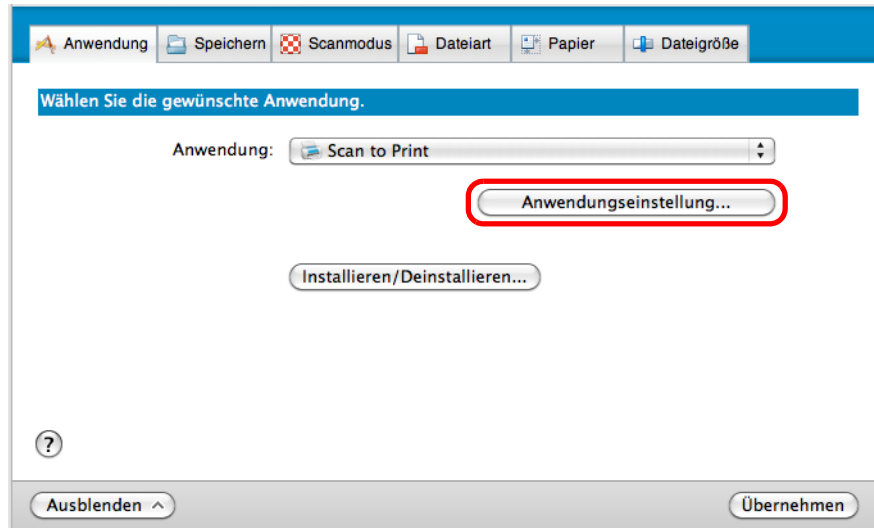 Anwendung Speichern Scanmodus Dateiart Papier Dateigröße
Wählen Sie die gewünschte Anwendung.
Anwendung: Scan to Print
Anwendungseinstellung...
Installieren/Deinstallieren...
?
Ausblenden Übernehmen